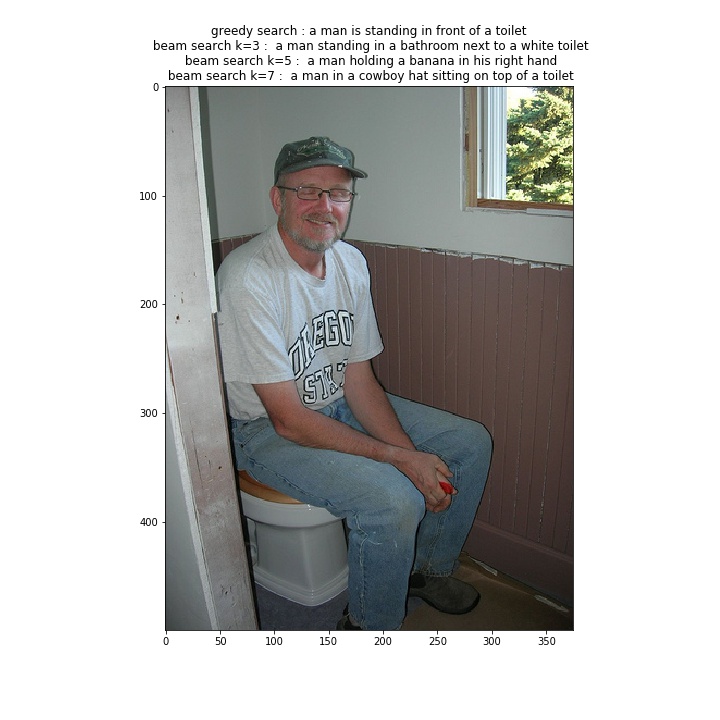 greedy search : a man is standing in front of a toilet
beam search k=3 :  a man standing in a bathroom next to a white toilet
beam search k=5 :  a man holding a banana in his right hand
beam search k=7 :  a man in a cowboy hat sitting on top of a toilet
0
100
200
300
400
OREGON
STATE
0 50 100 150 200 250 300 350